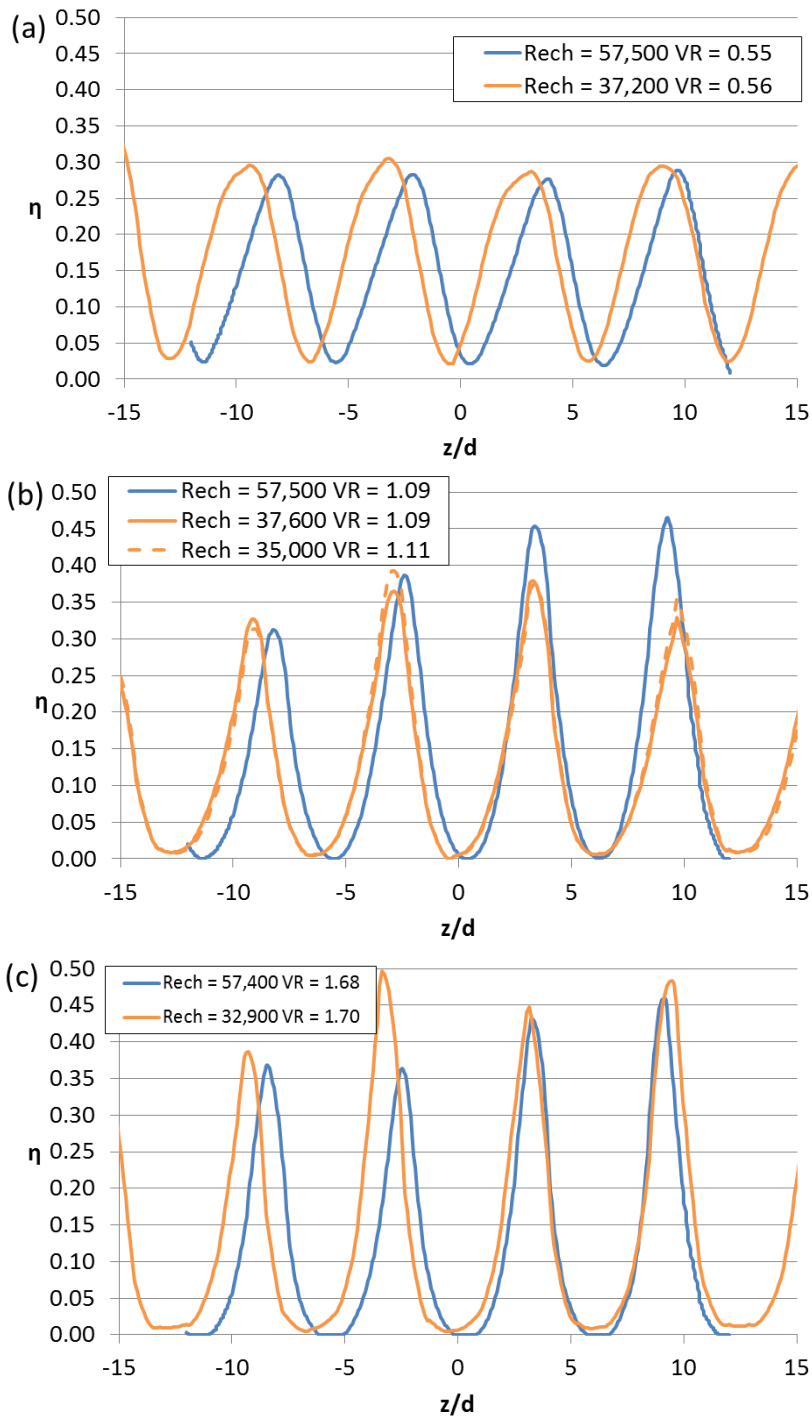 (a)
0.50
0.45
0.40
0.35
0.30
0.25
0.20
0.15
0.10
0.05
0.00
η
Rech = 57,500 VR = 0.55
Rech = 37,200 VR = 0.56
-15 -10 -5 0 5 10 15
z/d
(b)
0.50
0.45
0.40
0.35
0.30
0.25
0.20
0.15
0.10
0.05
0.00
η
Rech = 57,500 VR = 1.09
Rech = 37,600 VR = 1.09
Rech = 35,000 VR = 1.11
-15 -10 -5 0 5 10 15
z/d
(c)
0.50
0.45
0.40
0.35
0.30
0.25
0.20
0.15
0.10
0.05
0.00
η
Rech = 57,400 VR = 1.68
Rech = 32,900 VR = 1.70
-15 -10 -5 0 5 10 15
z/d